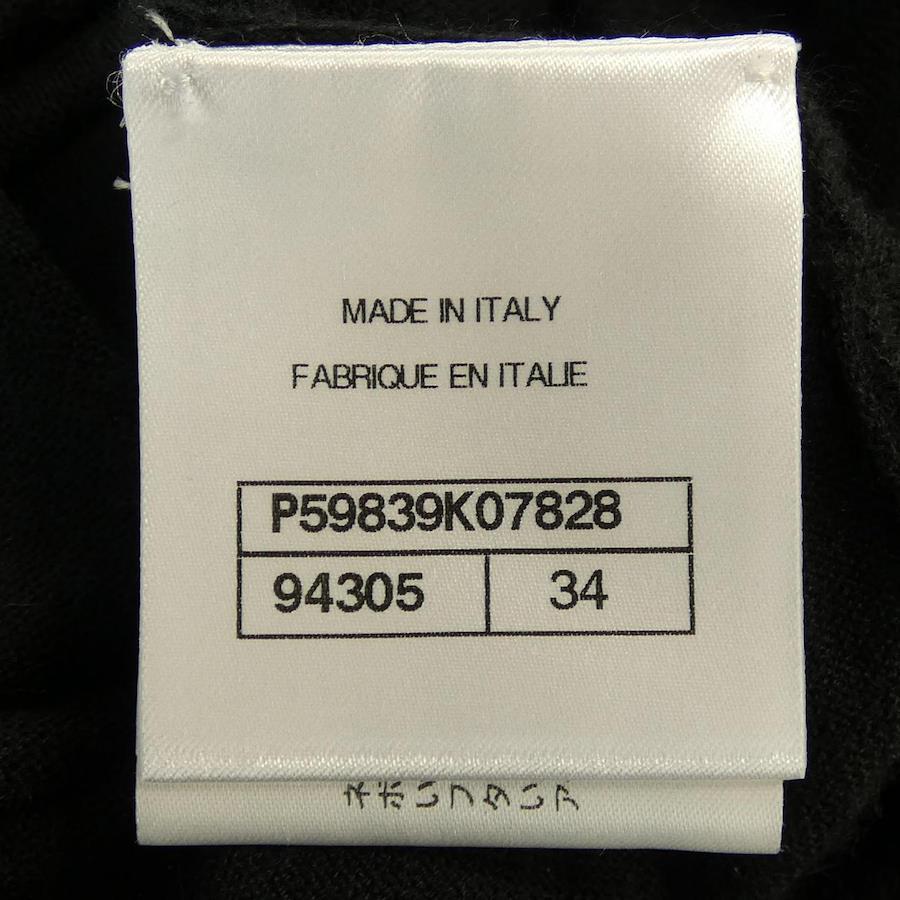 MADE IN ITALY
FABRIQUE EN ITALIE
P59839K07828
94305 34